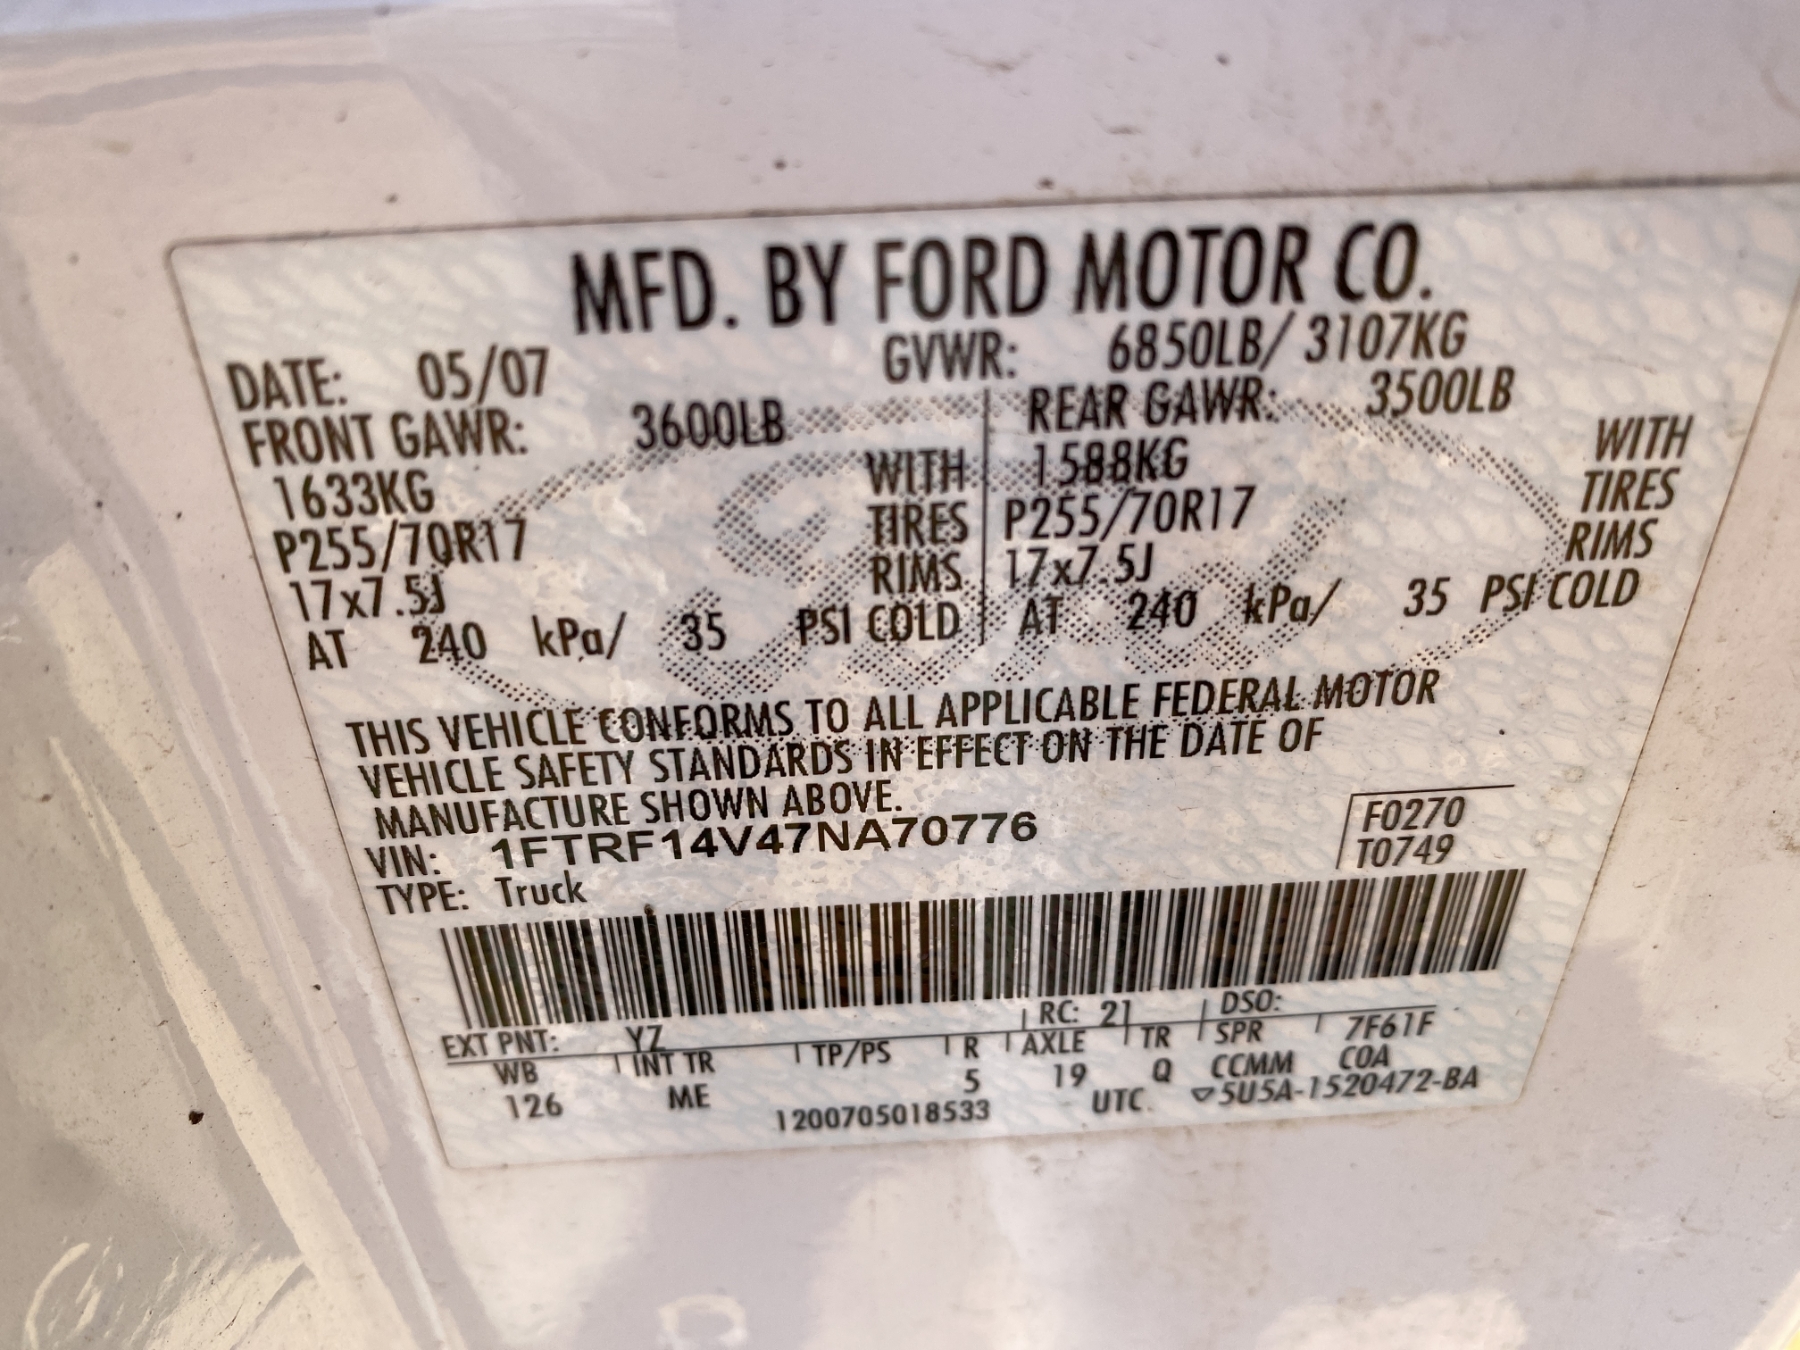 MFD. BY FORD MOTOR CO.
DATE: 05/07 GVWR: 6850LB/ 3107KG
FRONT GAWR: 3600LB REAR GAWR: 3500LB
1633KG WITH 1588KG WITH
P255/70R17 TIRES P255/70R17 TIRES
17x7.5J RIMS 17x7.5J RIMS
AT 240 kPa/ 35 PSI COLD AT 240 kPa/ 35 PSI COLD
THIS VEHICLE CONFORMS TO ALL APPLICABLE FEDERAL MOTOR
VEHICLE SAFETY STANDARDS IN EFFECT ON THE DATE OF
MANUFACTURE SHOWN ABOVE.
VIN: 1FTRF14V47NA70776
F0270
T0749
TYPE: Truck
EXT PNT: YZ RC: 21 DSO:
WB INT TR TP/PS R AXLE TR SPR 7F61F
126 ME 5 19 Q CCMM COA
1200705018533 UTC ▽5U5A-1520472-BA